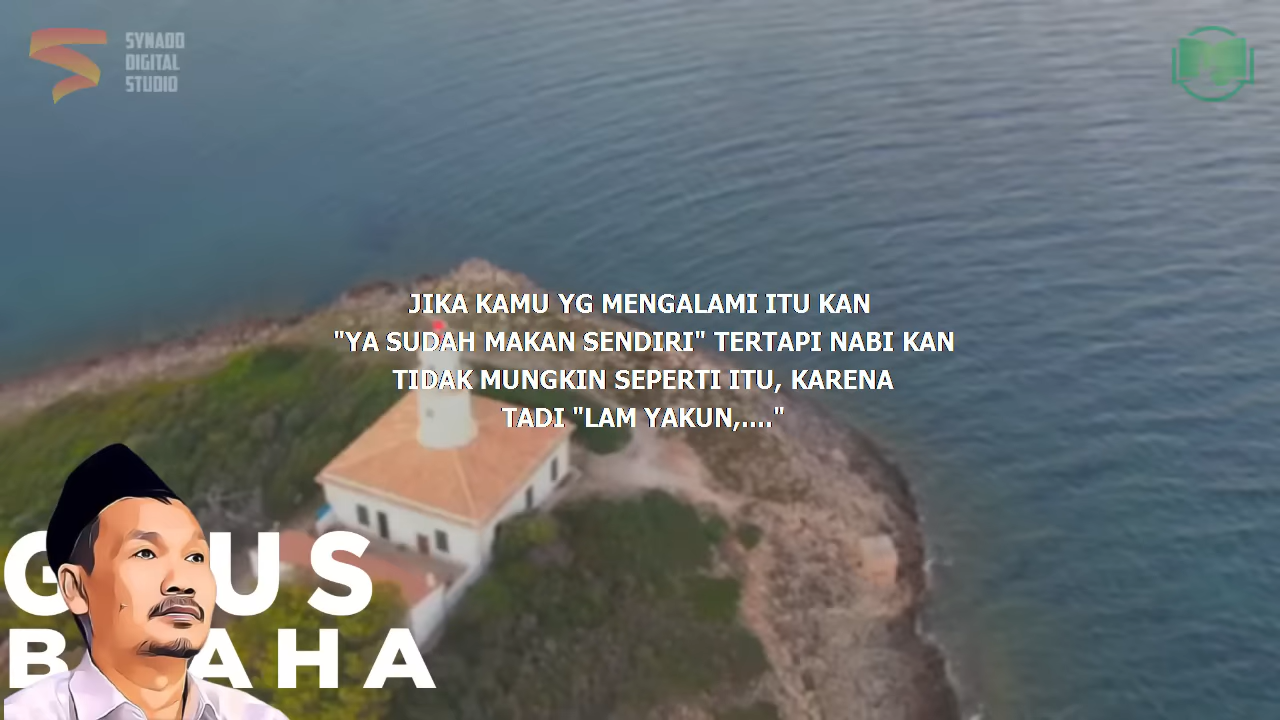 SYNADD
DIGITAL
STUDIO
JIKA KAMU YG MENGALAMI ITU KAN
"YA SUDAH MAKAN SENDIRI" TERTAPI NABI KAN
TIDAK MUNGKIN SEPERTI ITU, KARENA
TADI "LAM YAKUN,...."
GUS
BAHA